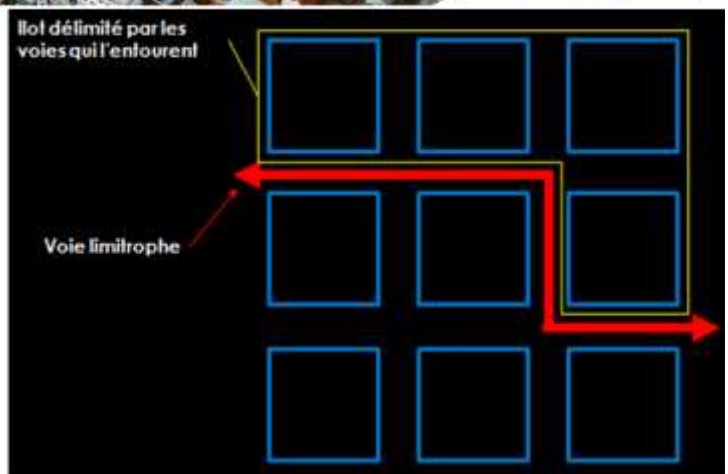 Ilot délimité par les
voies qui l'entourent
Voie limitrophe